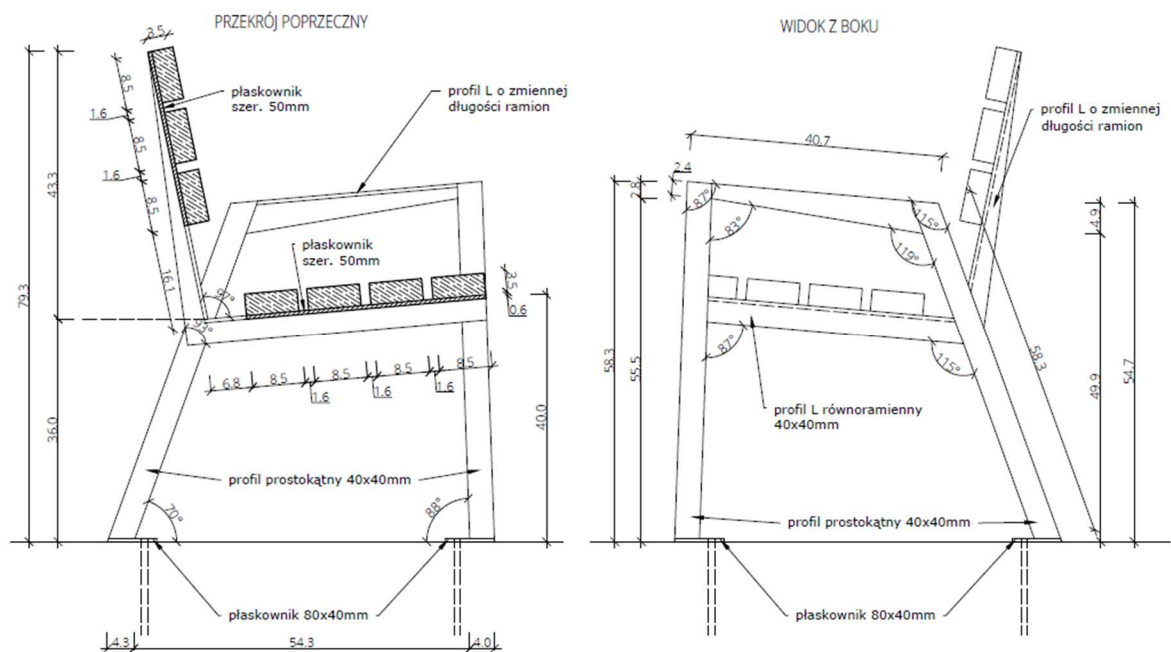 PRZEKRÓJ POPRZECZNY
3.5
płaskownik
szer. 50mm
profil L o zmiennej
długości ramion
8.5
1.6
8.5
1.6
8.5
16.1
79.3
43.3
36.0
płaskownik
szer. 50mm
97°
93°
3.5
0.6
6.8
8.5
8.5
8.5
8.5
1.6
1.6
1.6
40.0
profil prostokątny 40x40mm
70°
88°
płaskownik 80x40mm
4.3
54.3
4.0
WIDOK Z BOKU
profil L o zmiennej
długości ramion
40.7
2.4
2.8
87°
83°
115°
119°
4.9
58.3
55.5
87°
115°
58.3
49.9
54.7
profil L równoramienny
40x40mm
profil prostokątny 40x40mm
płaskownik 80x40mm